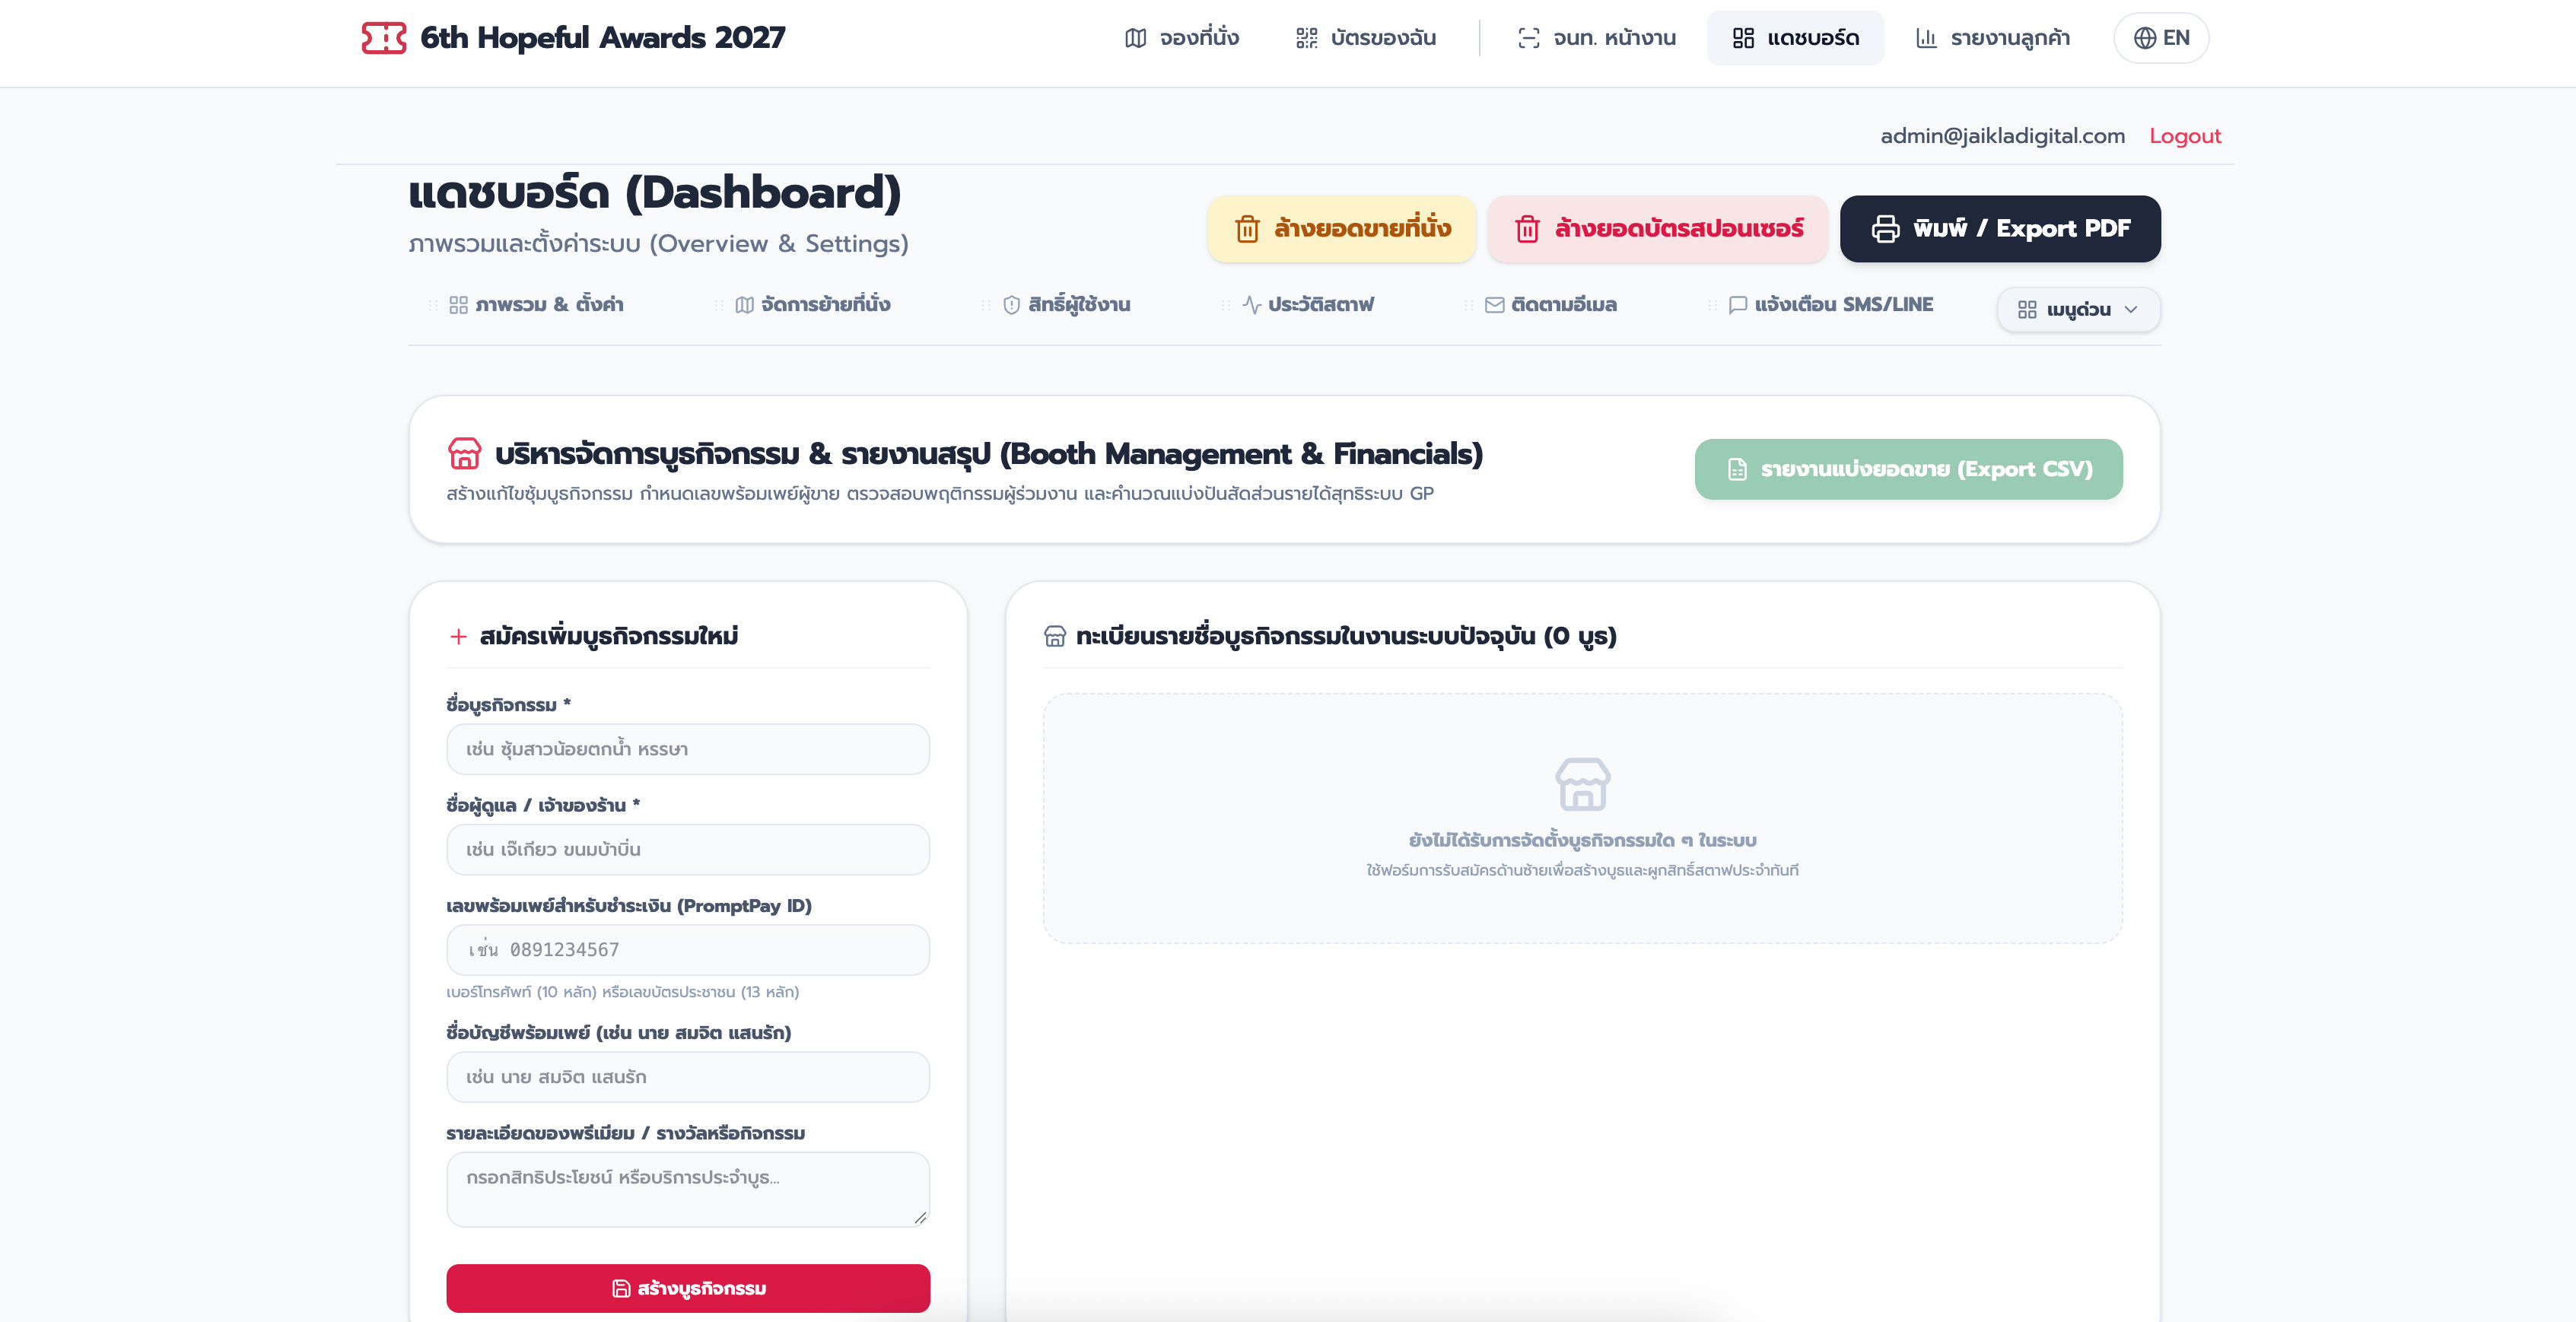 6th Hopeful Awards 2027
จองที่นั่ง
บัตรของฉัน
จนท. หน้างาน
แดชบอร์ด
รายงานลูกค้า
EN
admin@jaikladigital.com
Logout
แดชบอร์ด (Dashboard)
ภาพรวมและตั้งค่าระบบ (Overview & Settings)
ล้างยอดขายที่นั่ง
ล้างยอดบัตรสปอนเซอร์
พิมพ์ / Export PDF
ภาพรวม & ตั้งค่า
จัดการย้ายที่นั่ง
สิทธิ์ผู้ใช้งาน
ประวัติสตาฟ
ติดตามอีเมล
แจ้งเตือน SMS/LINE
เมนูด่วน
บริหารจัดการบูธกิจกรรม & รายงานสรุป (Booth Management & Financials)
สร้างแก้ไขซุ้มบูธกิจกรรม กำหนดเลขพร้อมเพย์ผู้ขาย ตรวจสอบพฤติกรรมผู้ร่วมงาน และคำนวณแบ่งปันสัดส่วนรายได้สุทธิระบบ GP
รายงานแบ่งยอดขาย (Export CSV)
สมัครเพิ่มบูธกิจกรรมใหม่
ชื่อบูธกิจกรรม *
เช่น ซุ้มสาวน้อยตกน้ำ หรรษา
ชื่อผู้ดูแล / เจ้าของร้าน *
เช่น เจ๊เกียว ขนมบ้าบิ่น
เลขพร้อมเพย์สำหรับชำระเงิน (PromptPay ID)
เช่น 0891234567
เบอร์โทรศัพท์ (10 หลัก) หรือเลขบัตรประชาชน (13 หลัก)
ชื่อบัญชีพร้อมเพย์ (เช่น นาย สมจิต แสนรัก)
เช่น นาย สมจิต แสนรัก
รายละเอียดของพรีเมียม / รางวัลหรือกิจกรรม
กรอกสิทธิประโยชน์ หรือบริการประจำบูธ...
สร้างบูธกิจกรรม
ทะเบียนรายชื่อบูธกิจกรรมในงานระบบปัจจุบัน (0 บูธ)
ยังไม่ได้รับการจัดตั้งบูธกิจกรรมใด ๆ ในระบบ
ใช้ฟอร์มการรับสมัครด้านซ้ายเพื่อสร้างบูธและผูกสิทธิ์สตาฟประจำทันที